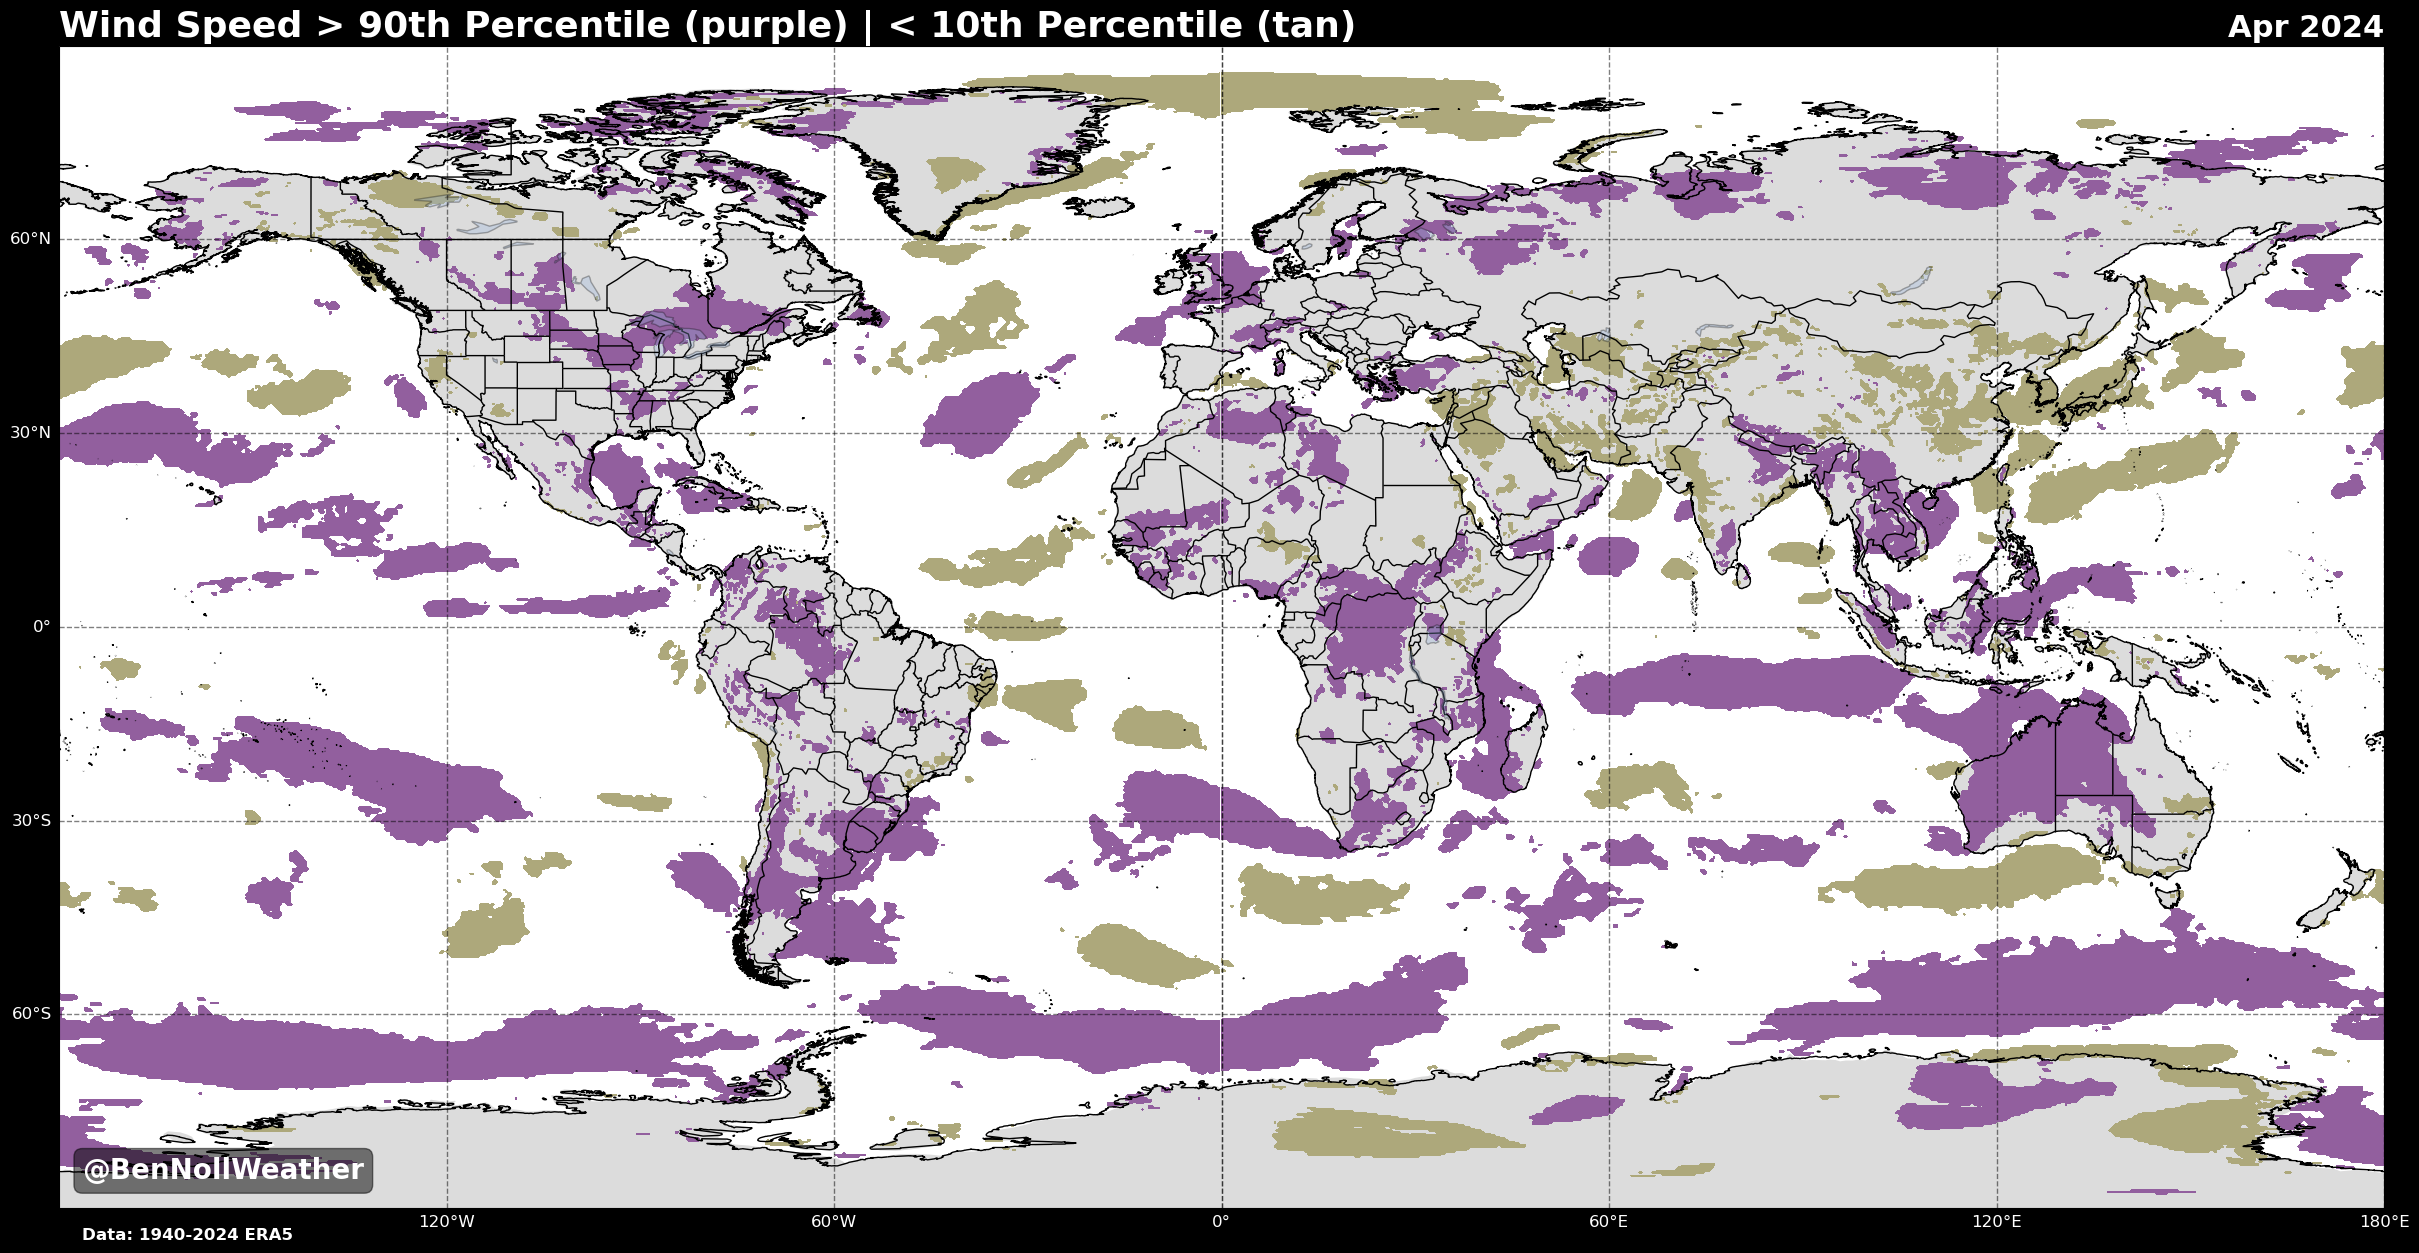 Wind Speed > 90th Percentile (purple) | < 10th Percentile (tan)
Apr 2024
60°N
30°N
0°
30°S
60°S
@BenNollWeather
120°W
60°W
0°
60°E
120°E
180°E
Data: 1940-2024 ERA5